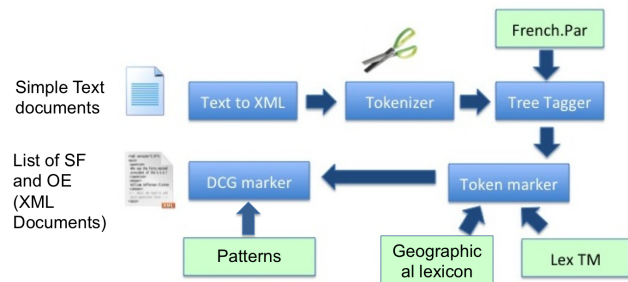 French.Par
Simple Text
documents
Text to XML
Tokenizer
Tree Tagger
List of SF
and OE
(XML
Documents)
XML
DCG marker
Token marker
Patterns
Geographic
al lexicon
Lex TM